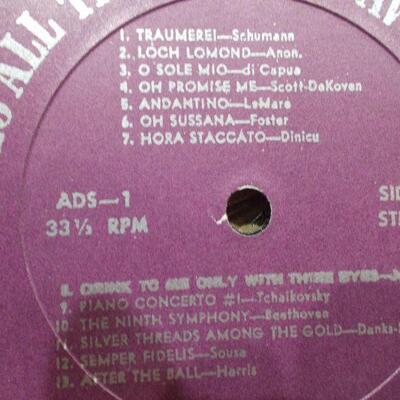 ALL
1. TRAUMEREI—Schumann
2. LOCH LOMOND—Anon.
3. O SOLE MIO—di Capua
4. OH PROMISE ME—Scott-DeKoven
5. ANDANTINO—LeMare
6. OH SUSSANA—Foster
7. HORA STACCATO—Dinicu
ADS—1
33⅓ RPM
8. DRINK TO ME ONLY WITH THINE EYES—
9. PIANO CONCERTO #1—Tchaikovsky
10. THE NINTH SYMPHONY—Beethoven
11. SILVER THREADS AMONG THE GOLD—Danks-
12. SEMPER FIDELIS—Sousa
13. AFTER THE BALL—Harris